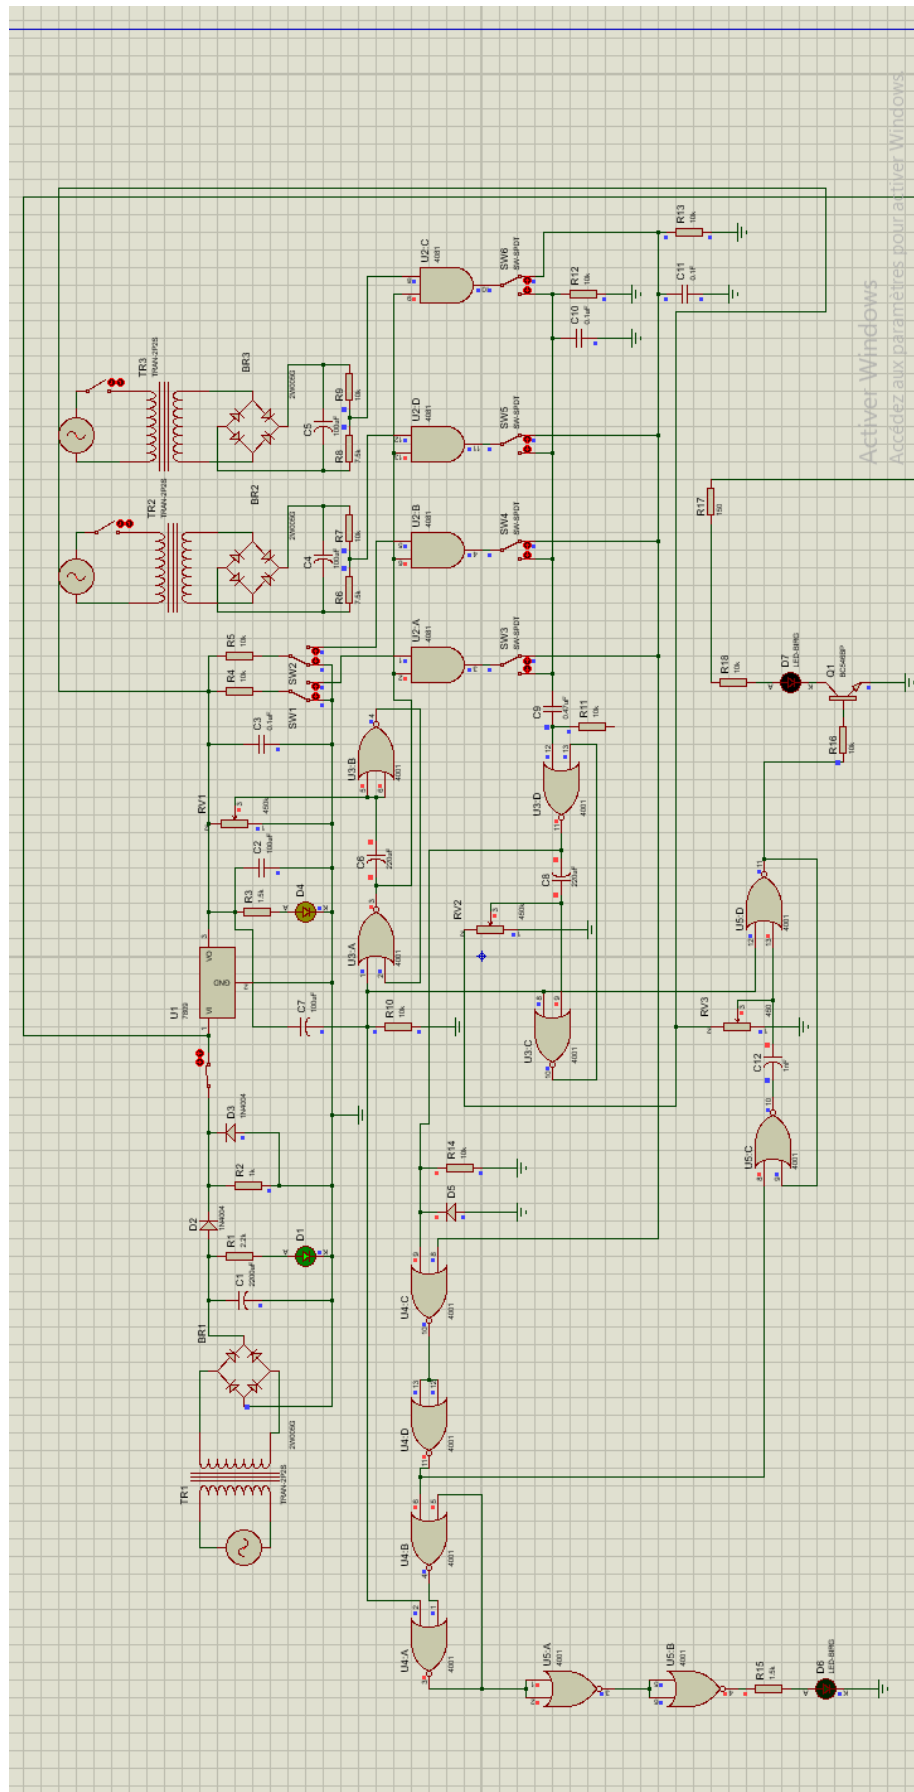 Activer Windows
Accédez aux paramètres pour activer Windows.
TR3
TRAN-2P2S
BR3
2W005G
C5
100uF
R8
7.5k
R9
10k
TR2
TRAN-2P2S
BR2
2W005G
C4
100uF
R6
7.5k
R7
10k
U2:C
4081
SW6
SW-SPDT
R13
10k
R12
10k
C11
0.1F
C10
0.1uF
U2:D
4081
SW5
SW-SPDT
U2:B
4081
SW4
SW-SPDT
U2:A
4081
SW3
SW-SPDT
R5
10k
R4
10k
SW2
SW1
C3
0.1uF
RV1
450k
C2
100uF
R3
1.5k
D4
U1
7809
VI
VO
GND
C7
100uF
R10
10k
U3:B
4001
C6
220uF
U3:A
4001
C9
0.47uF
R11
10k
U3:D
4001
C8
220uF
RV2
450k
U3:C
4001
R17
150
R18
10k
D7
LED-BIRG
Q1
BC546BP
R16
10k
U5:D
4001
RV3
450
C12
1nF
U5:C
4001
D3
1N4004
R2
1k
D2
1N4004
R1
2.2k
D1
C1
2200uF
BR1
2W005G
TR1
TRAN-2P2S
R14
10k
D5
U4:C
4001
U4:D
4001
U4:B
4001
U4:A
4001
U5:A
4001
U5:B
4001
R15
1.5k
D6
LED-BIRG